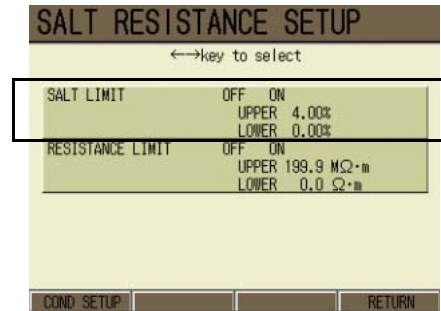 SALT RESISTANCE SETUP
←→key to select
SALT LIMIT OFF ON
UPPER 4.00%
LOWER 0.00%
RESISTANCE LIMIT OFF ON
UPPER 199.9 MΩ·m
LOWER 0.0 Ω·m
COND SETUP RETURN